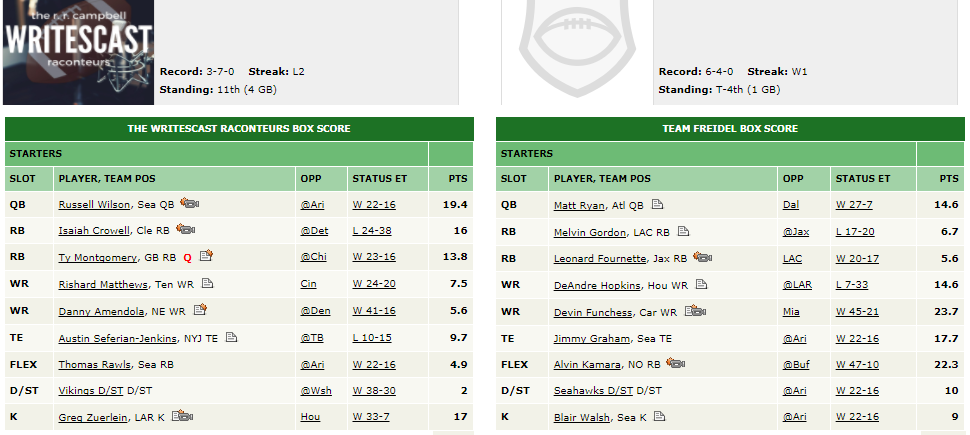 the r. r. campbell
WRITESCAST
raconteurs
Record: 3-7-0 Streak: L2
Standing: 11th (4 GB)
Record: 6-4-0 Streak: W1
Standing: T-4th (1 GB)
THE WRITESCAST RACONTEURS BOX SCORE
STARTERS
SLOT PLAYER, TEAM POS OPP STATUS ET PTS
QB Russell Wilson, Sea QB @Ari W 22-16 19.4
RB Isaiah Crowell, Cle RB @Det L 24-38 16
RB Ty Montgomery, GB RB Q @Chi W 23-16 13.8
WR Rishard Matthews, Ten WR Cin W 24-20 7.5
WR Danny Amendola, NE WR @Den W 41-16 5.6
TE Austin Seferian-Jenkins, NYJ TE @TB L 10-15 9.7
FLEX Thomas Rawls, Sea RB @Ari W 22-16 4.9
D/ST Vikings D/ST D/ST @Wsh W 38-30 2
K Greg Zuerlein, LAR K Hou W 33-7 17
TEAM FREIDEL BOX SCORE
STARTERS
SLOT PLAYER, TEAM POS OPP STATUS ET PTS
QB Matt Ryan, Atl QB Dal W 27-7 14.6
RB Melvin Gordon, LAC RB @Jax L 17-20 6.7
RB Leonard Fournette, Jax RB LAC W 20-17 5.6
WR DeAndre Hopkins, Hou WR @LAR L 7-33 14.6
WR Devin Funchess, Car WR Mia W 45-21 23.7
TE Jimmy Graham, Sea TE @Ari W 22-16 17.7
FLEX Alvin Kamara, NO RB @Buf W 47-10 22.3
D/ST Seahawks D/ST D/ST @Ari W 22-16 10
K Blair Walsh, Sea K @Ari W 22-16 9